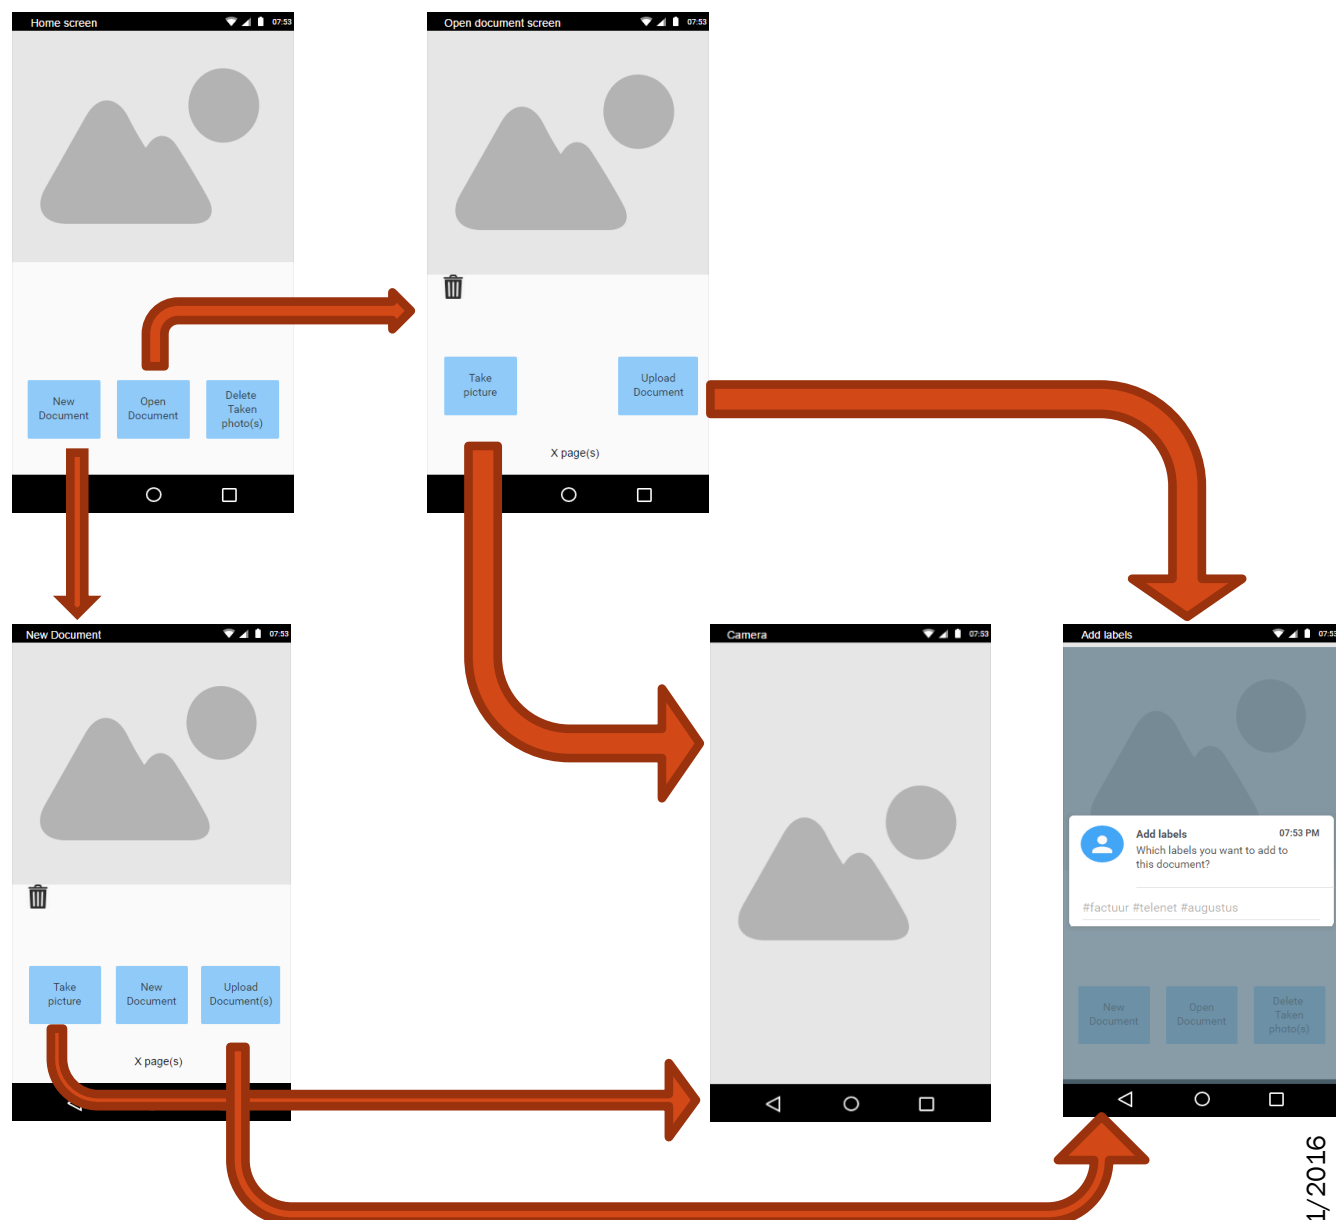 Home screen
07:53
New
Document
Open
Document
Delete
Taken
photo(s)
Open document screen
07:53
Take
picture
Upload
Document
X page(s)
New Document
07:53
Take
picture
New
Document
Upload
Document(s)
X page(s)
Camera
07:53
Add labels
07:53
Add labels
07:53 PM
Which labels you want to add to
this document?
#factuur #telenet #augustus
New
Document
Open
Document
Delete
Taken
photo(s)
1/2016